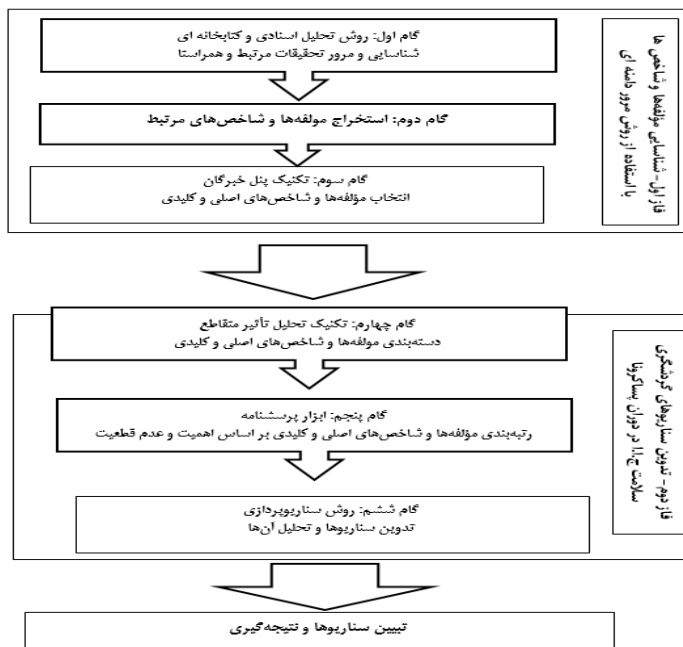 گام اول: روش تحلیل اسنادی و کتابخانه ای
شناسایی و مرور تحقیقات مرتبط و همراستا
گام دوم: استخراج مولفه‌ها و شاخص‌های مرتبط
گام سوم: تکنیک پنل خبرگان
انتخاب مؤلفه‌ها و شاخص‌های اصلی و کلیدی
فاز اول- شناسایی مؤلفه‌ها و شاخص ها
با استفاده از روش مرور دامنه ای
گام چهارم: تکنیک تحلیل تأثیر متقاطع
دسته‌بندی مولفه‌ها و شاخص‌های اصلی و کلیدی
گام پنجم: ابزار پرسشنامه
رتبه‌بندی مؤلفه‌ها و شاخص‌های اصلی و کلیدی بر اساس اهمیت و عدم قطعیت
گام ششم: روش سناریوپردازی
تدوین سناریوها و تحلیل آن‌ها
فاز دوم- تدوین سناریوهای گردشگری
سلامت ج.ا.ا در دوران پساکرونا
تبیین سناریوها و نتیجه‌گیری